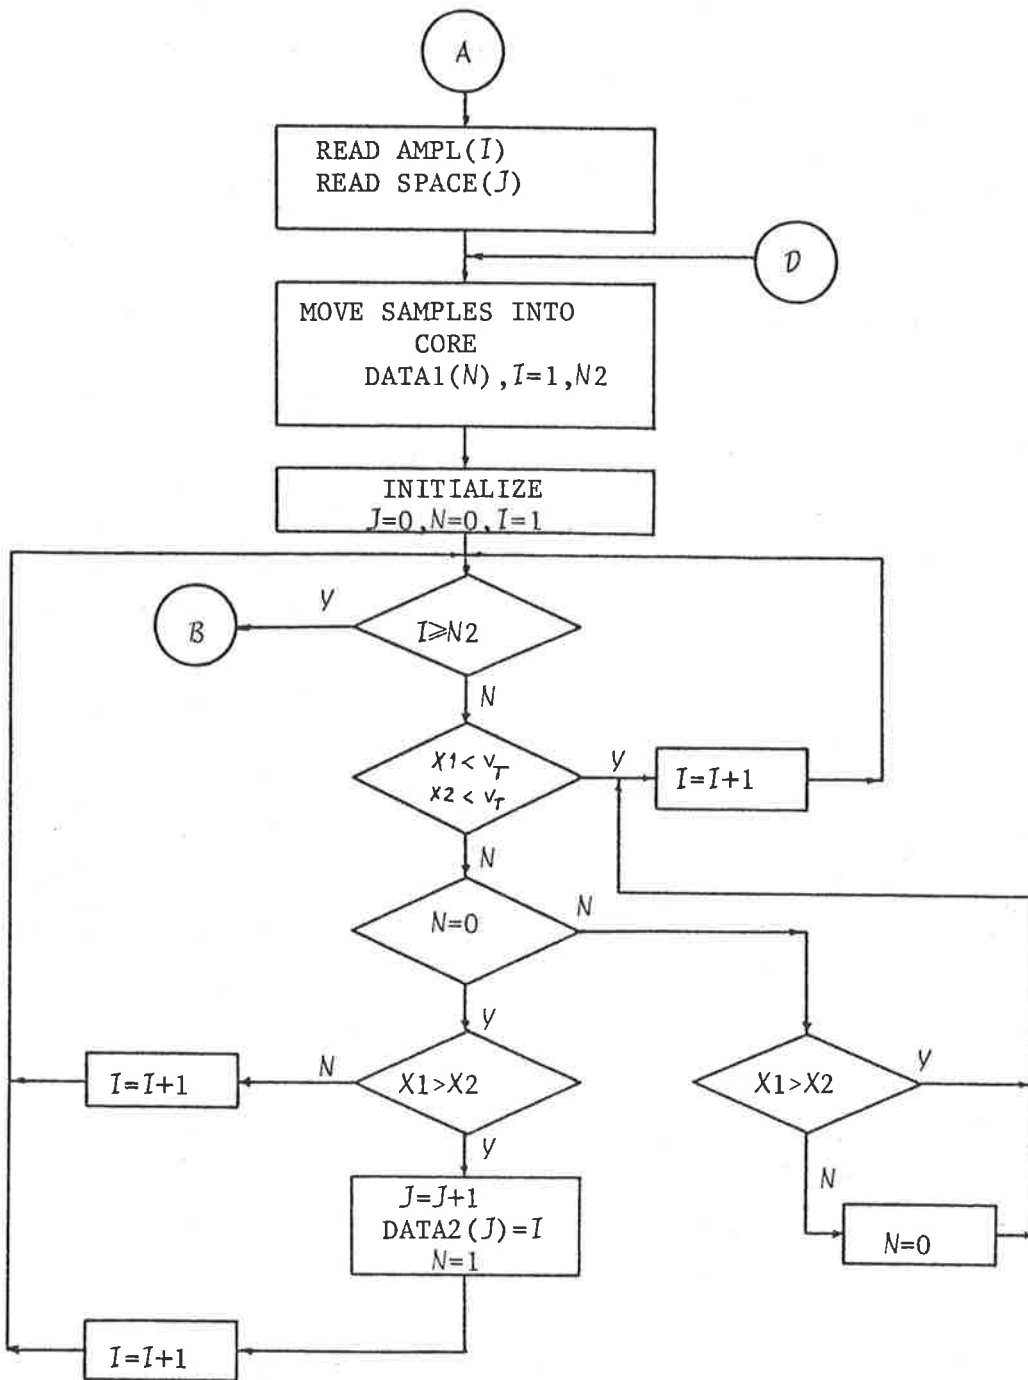 A
READ AMPL(I)
READ SPACE(J)
D
MOVE SAMPLES INTO
CORE
DATA1(N),I=1,N2
INITIALIZE
J=0,N=0,I=1
Y
B
I⩾N2
N
X1<V_T
X2<V_T
Y
I=I+1
N
N=0
N
Y
I=I+1
N
X1>X2
X1>X2
Y
Y
N
J=J+1
DATA2(J)=I
N=1
N=0
I=I+1